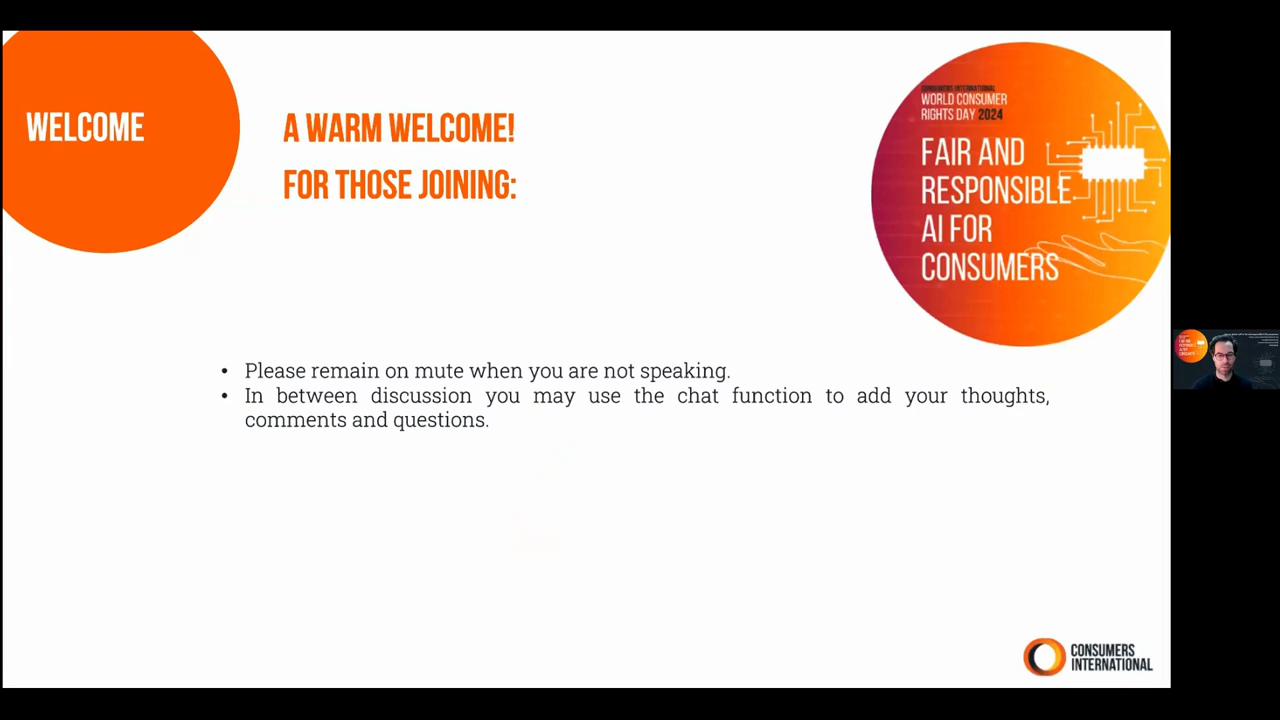 WELCOME
A WARM WELCOME!
FOR THOSE JOINING:
CONSUMERS INTERNATIONAL
WORLD CONSUMER
RIGHTS DAY 2024
FAIR AND
RESPONSIBLE
AI FOR
CONSUMERS
• Please remain on mute when you are not speaking.
• In between discussion you may use the chat function to add your thoughts,
comments and questions.
CONSUMERS
INTERNATIONAL